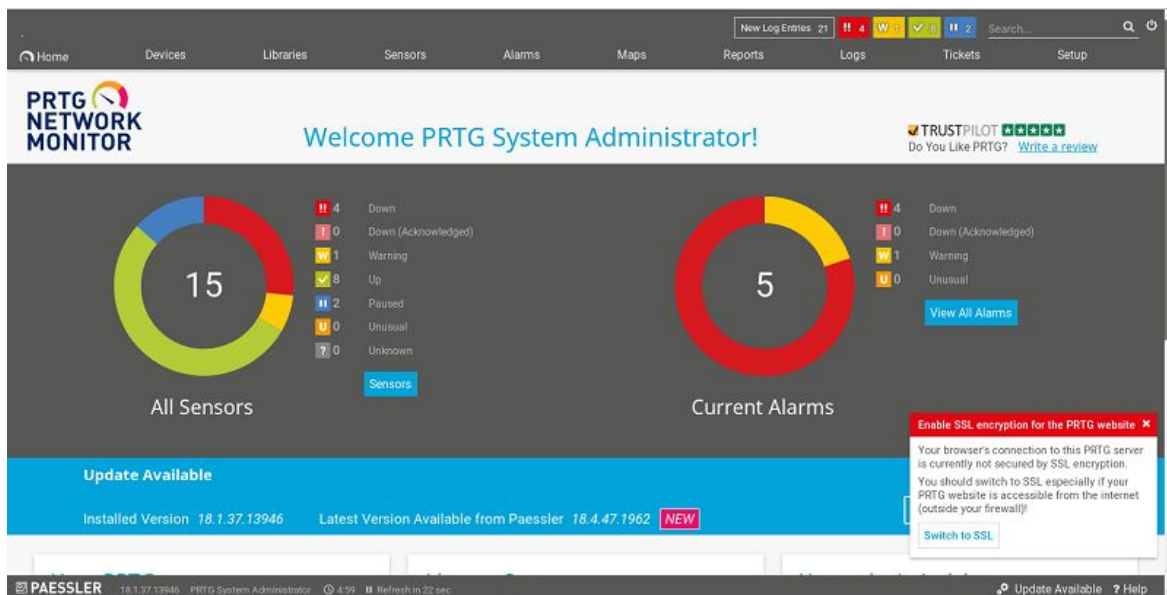 New Log Entries 21 !! 4 W 1 8 2 Search...
Home Devices Libraries Sensors Alarms Maps Reports Logs Tickets Setup
PRTG
NETWORK
MONITOR
Welcome PRTG System Administrator!
TRUSTPILOT
Do You Like PRTG? Write a review
15
All Sensors
!! 4 Down
! 0 Down (Acknowledged)
W 1 Warning
8 Up
2 Paused
U 0 Unusual
? 0 Unknown
Sensors
5
Current Alarms
!! 4 Down
! 0 Down (Acknowledged)
W 1 Warning
U 0 Unusual
View All Alarms
Enable SSL encryption for the PRTG website
Your browser's connection to this PRTG server
is currently not secured by SSL encryption.
You should switch to SSL especially if your
PRTG website is accessible from the internet
(outside your firewall)!
Switch to SSL
Update Available
Installed Version 18.1.37.13946 Latest Version Available from Paessler 18.4.47.1962 NEW
PAESSLER 18.1.37.13946 PRTG System Administrator 4:59 Refresh in 22 sec Update Available ? Help